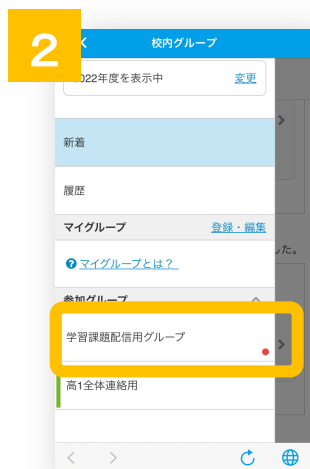 2
校内グループ
2022年度を表示中 変更
新着
履歴
マイグループ 登録・編集
マイグループとは？
した。
参加グループ
学習課題配信用グループ
高1全体連絡用